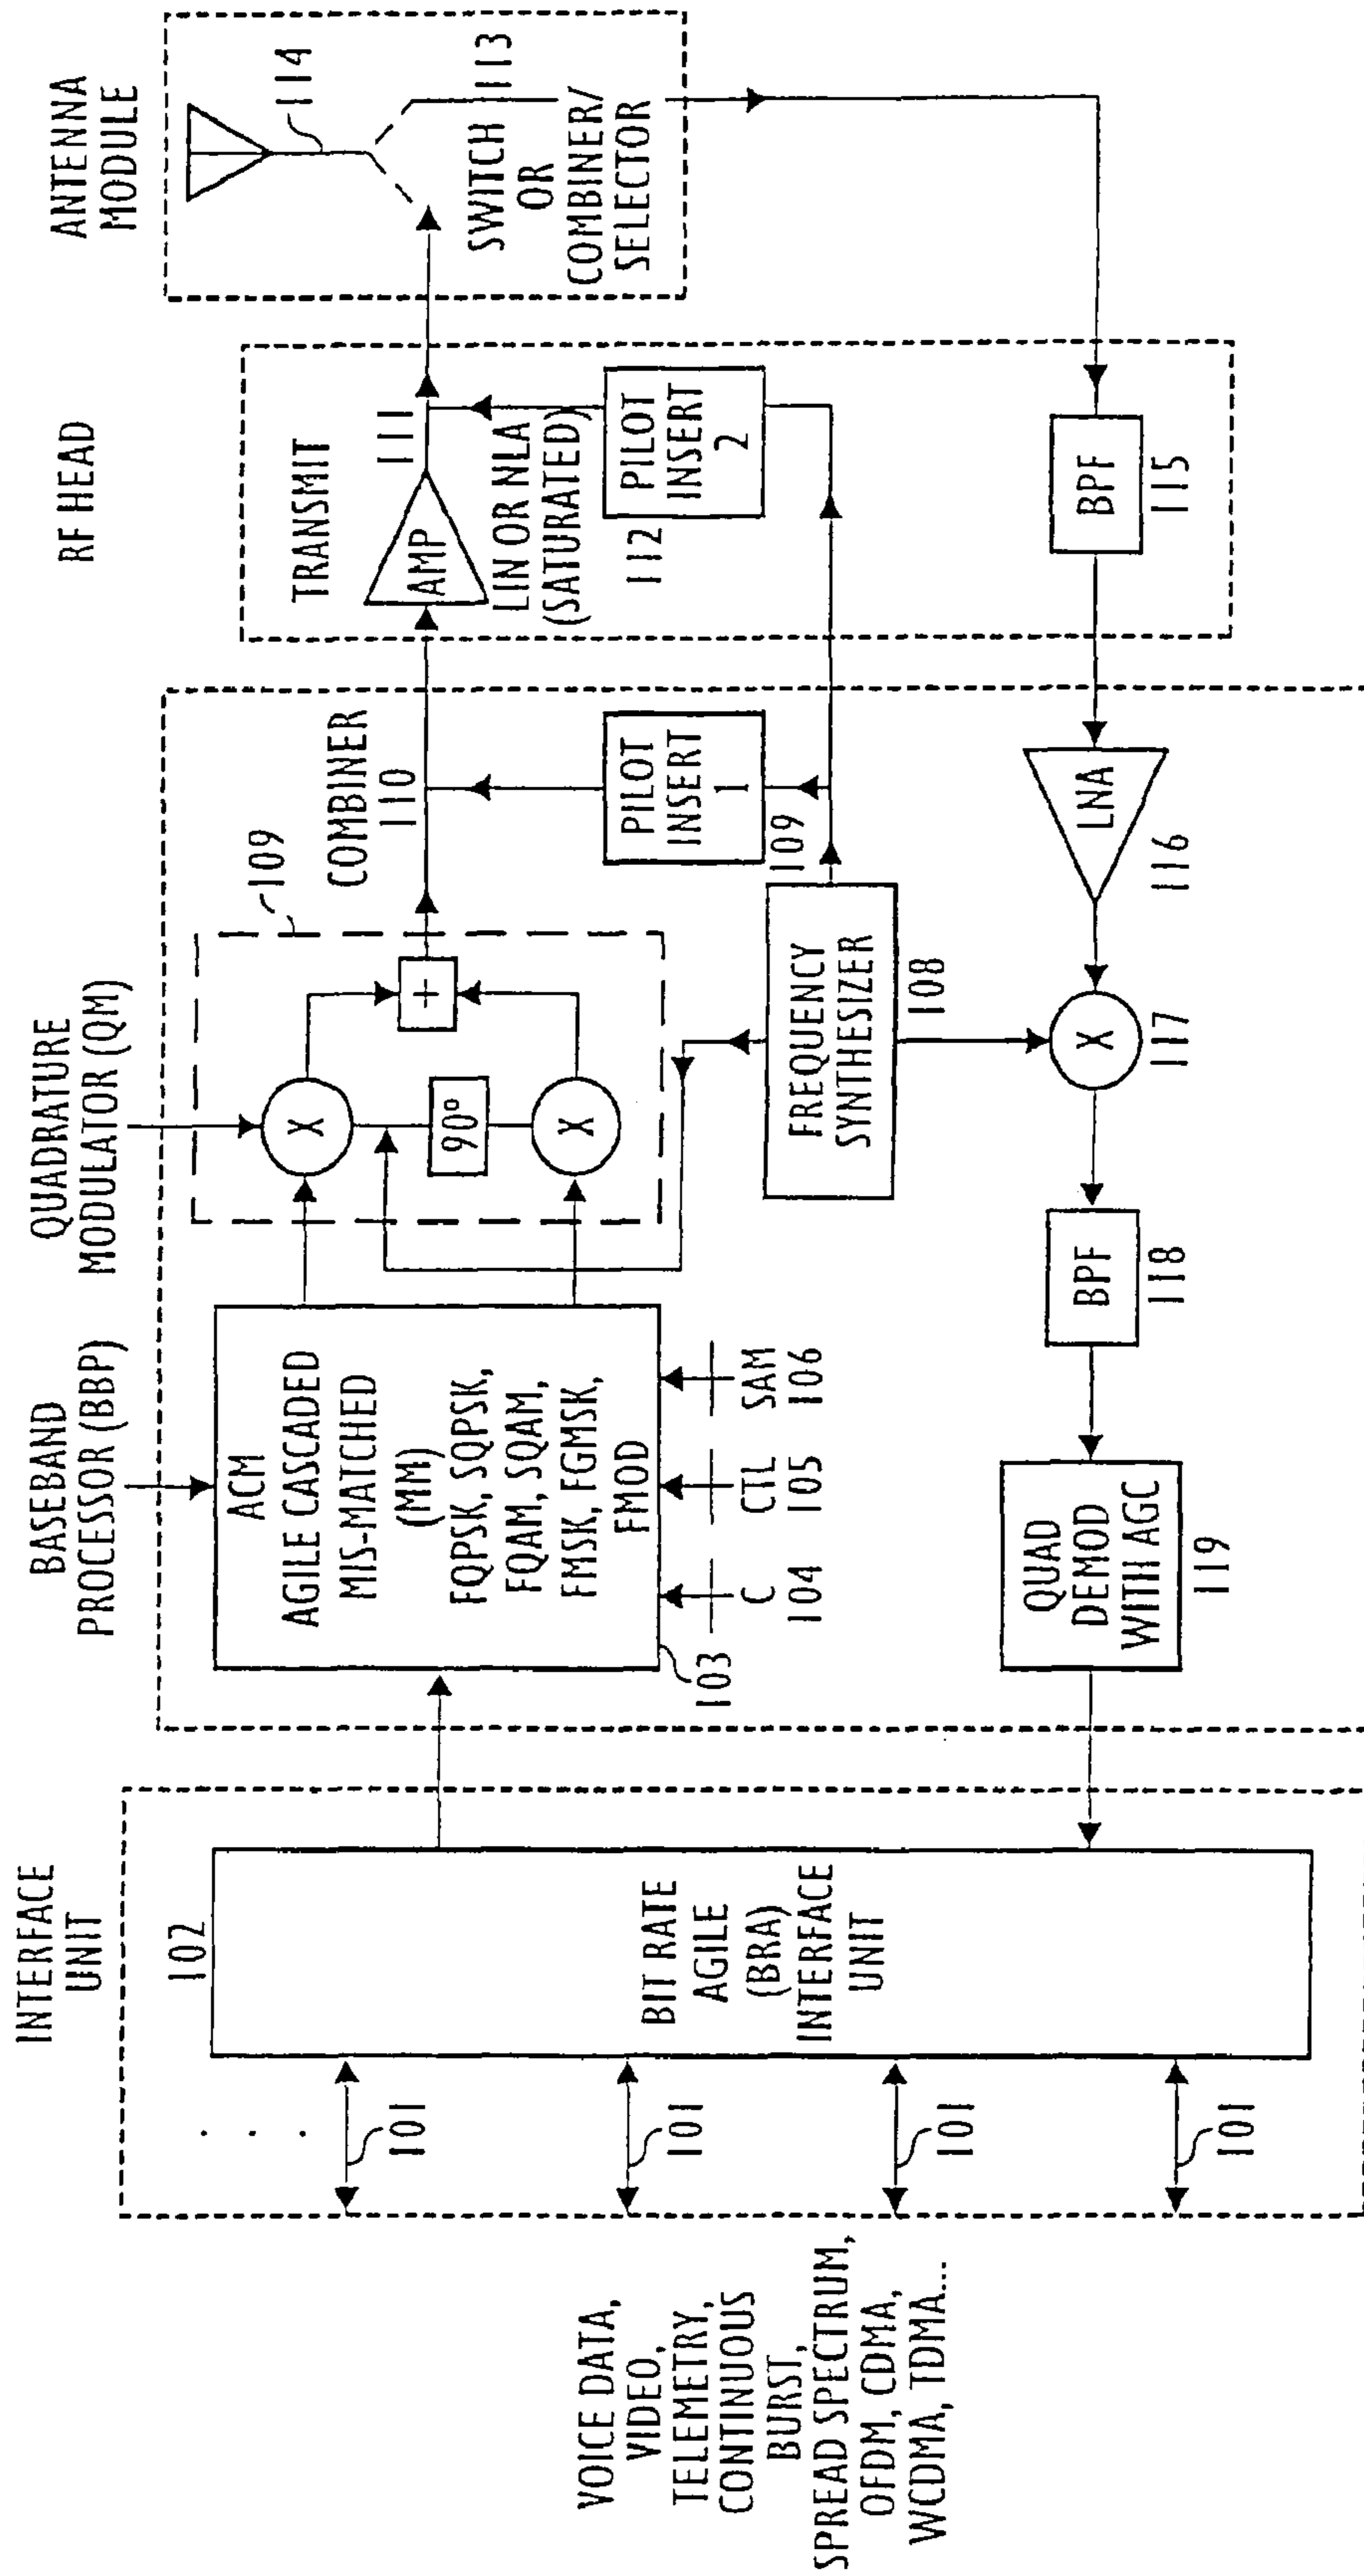 INTERFACE
UNIT
BASEBAND
PROCESSOR (BBP)
QUADRATURE
MODULATOR (QM)
RF HEAD
ANTENNA
MODULE
VOICE DATA,
VIDEO,
TELEMETRY,
CONTINUOUS
BURST,
SPREAD SPECTRUM,
OFDM, CDMA,
WCDMA, TDMA...
101
101
101
101
102
BIT RATE
AGILE
(BRA)
INTERFACE
UNIT
ACM
AGILE CASCADED
MIS-MATCHED
(MM)
FQPSK, SQPSK,
FQAM, SQAM,
FMSK, FGMSK,
FMOD
103
C
104
CTL
105
SAM
106
X
90°
X
+
109
COMBINER
110
PILOT
INSERT
1
109
FREQUENCY
SYNTHESIZER
108
TRANSMIT
AMP
111
LIN OR NLA
(SATURATED)
112
PILOT
INSERT
2
114
113
SWITCH
OR
COMBINER/
SELECTOR
BPF
115
LNA
116
X
117
BPF
118
QUAD
DEMOD
WITH AGC
119